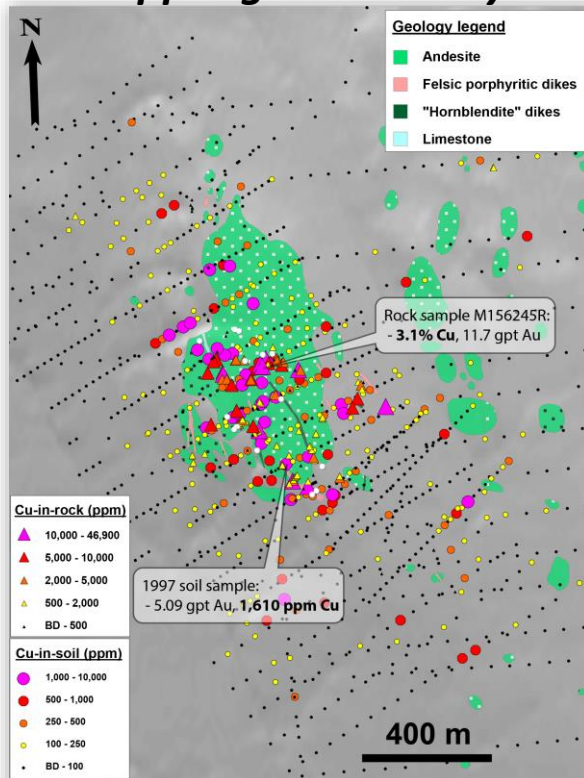 N
Geology legend
Andesite
Felsic porphyritic dikes
"Hornblendite" dikes
Limestone
Rock sample M156245R:
- 3.1% Cu, 11.7 gpt Au
Cu-in-rock (ppm)
10,000 - 46,900
5,000 - 10,000
2,000 - 5,000
500 - 2,000
BD - 500
1997 soil sample:
- 5.09 gpt Au, 1,610 ppm Cu
Cu-in-soil (ppm)
1,000 - 10,000
500 - 1,000
250 - 500
100 - 250
BD - 100
400 m